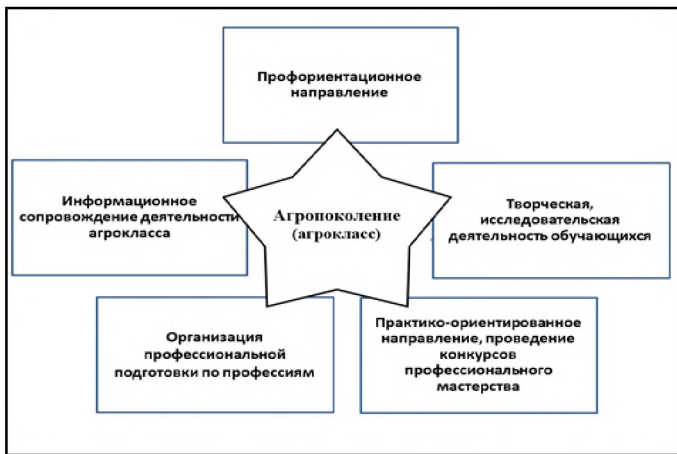 Профориентационное
направление
Информационное
сопровождение деятельности
агрокласса
Агропоколение
(агрокласс)
Творческая,
исследовательская
деятельность обучающихся
Организация
профессиональной
подготовки по профессиям
Практико-ориентированное
направление, проведение
конкурсов
профессионального
мастерства